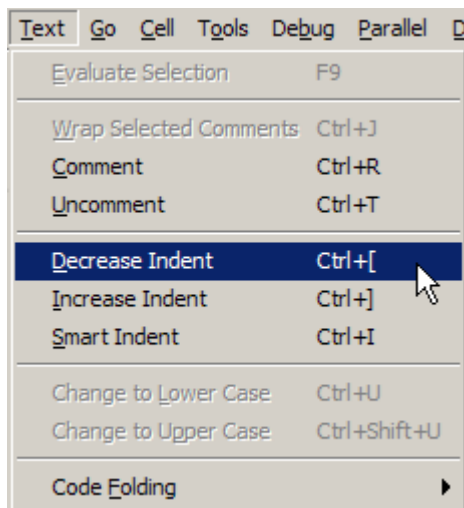 Text Go Cell Tools Debug Parallel D
Evaluate Selection F9
Wrap Selected Comments Ctrl+J
Comment Ctrl+R
Uncomment Ctrl+T
Decrease Indent Ctrl+[
Increase Indent Ctrl+]
Smart Indent Ctrl+I
Change to Lower Case Ctrl+U
Change to Upper Case Ctrl+Shift+U
Code Folding